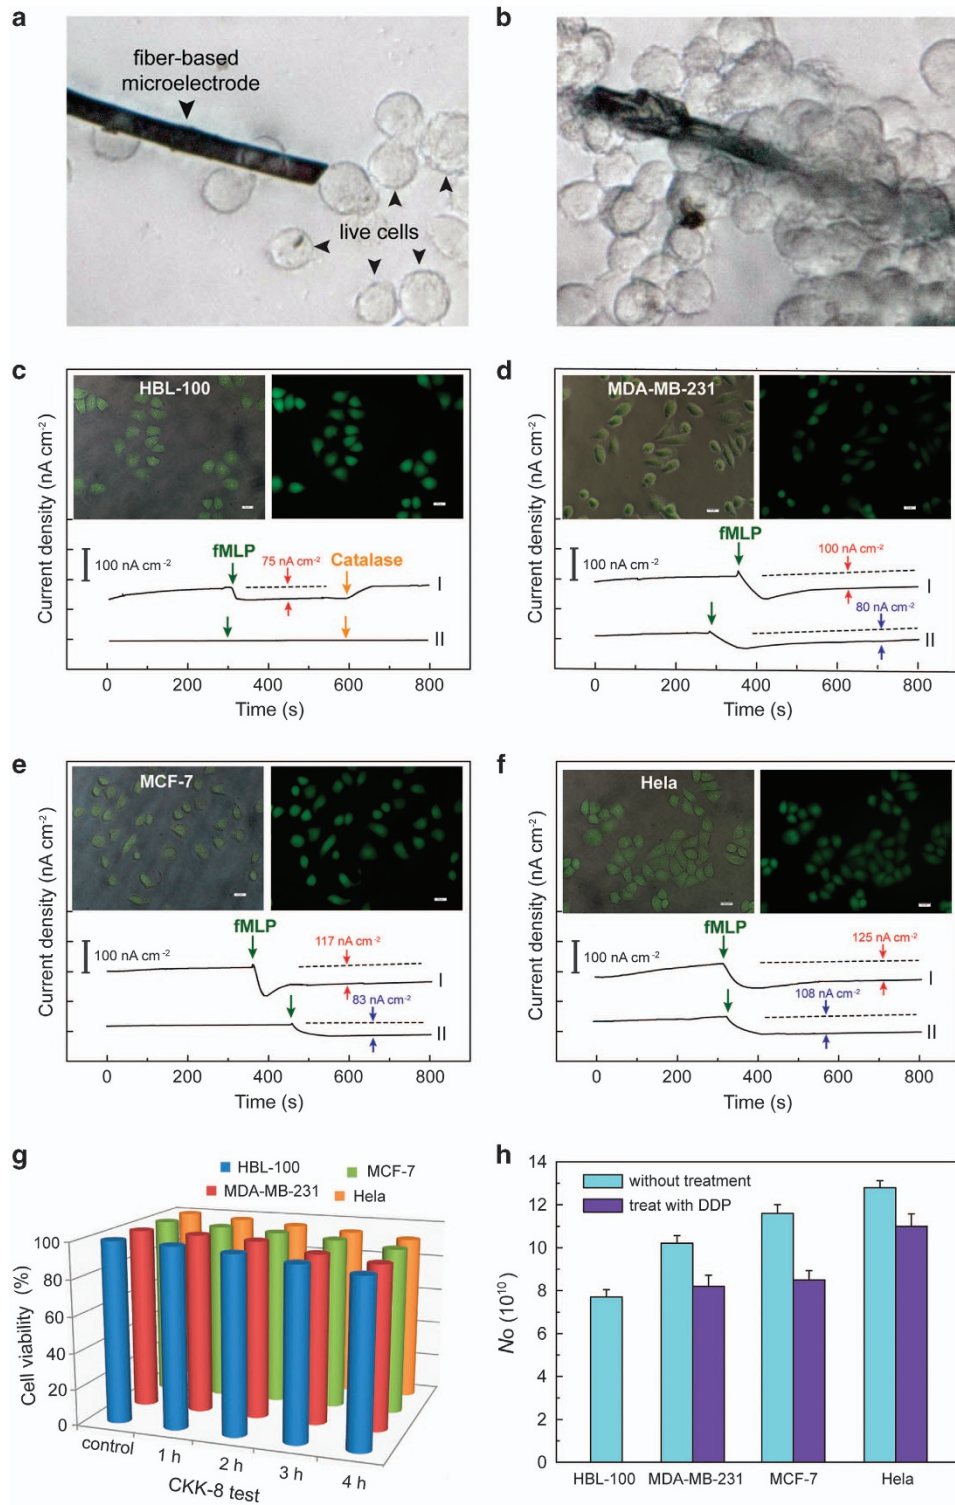 a
fiber-based
microelectrode
live cells
b
c
HBL-100
Current density (nA cm⁻²)
100 nA cm⁻²
fMLP
75 nA cm⁻²
Catalase
I
II
0 200 400 600 800
Time (s)
d
MDA-MB-231
Current density (nA cm⁻²)
100 nA cm⁻²
fMLP
100 nA cm⁻²
I
80 nA cm⁻²
II
0 200 400 600 800
Time (s)
e
MCF-7
Current density (nA cm⁻²)
100 nA cm⁻²
fMLP
117 nA cm⁻²
I
83 nA cm⁻²
II
0 200 400 600 800
Time (s)
f
Hela
Current density (nA cm⁻²)
100 nA cm⁻²
fMLP
125 nA cm⁻²
I
108 nA cm⁻²
II
0 200 400 600 800
Time (s)
g
HBL-100 MCF-7
MDA-MB-231 Hela
Cell viability (%)
100
80
60
40
20
0
control 1 h 2 h 3 h 4 h
CKK-8 test
h
without treatment
treat with DDP
No (10¹⁰)
14
12
10
8
6
4
2
0
HBL-100 MDA-MB-231 MCF-7 Hela